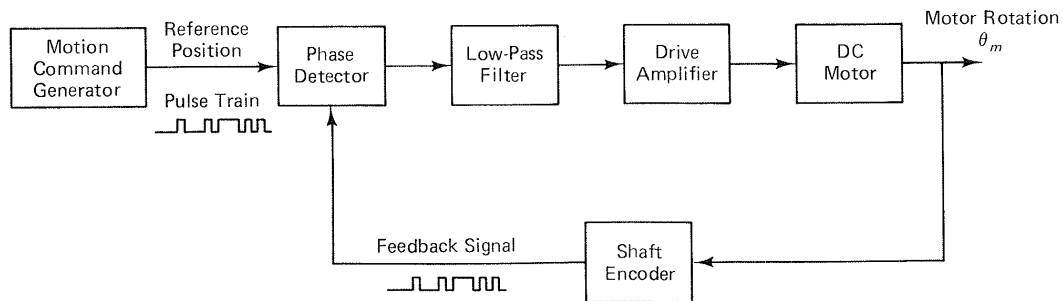 Motion
Command
Generator
Reference
Position
Pulse Train
Phase
Detector
Low-Pass
Filter
Drive
Amplifier
DC
Motor
Motor Rotation
θm
Feedback Signal
Shaft
Encoder